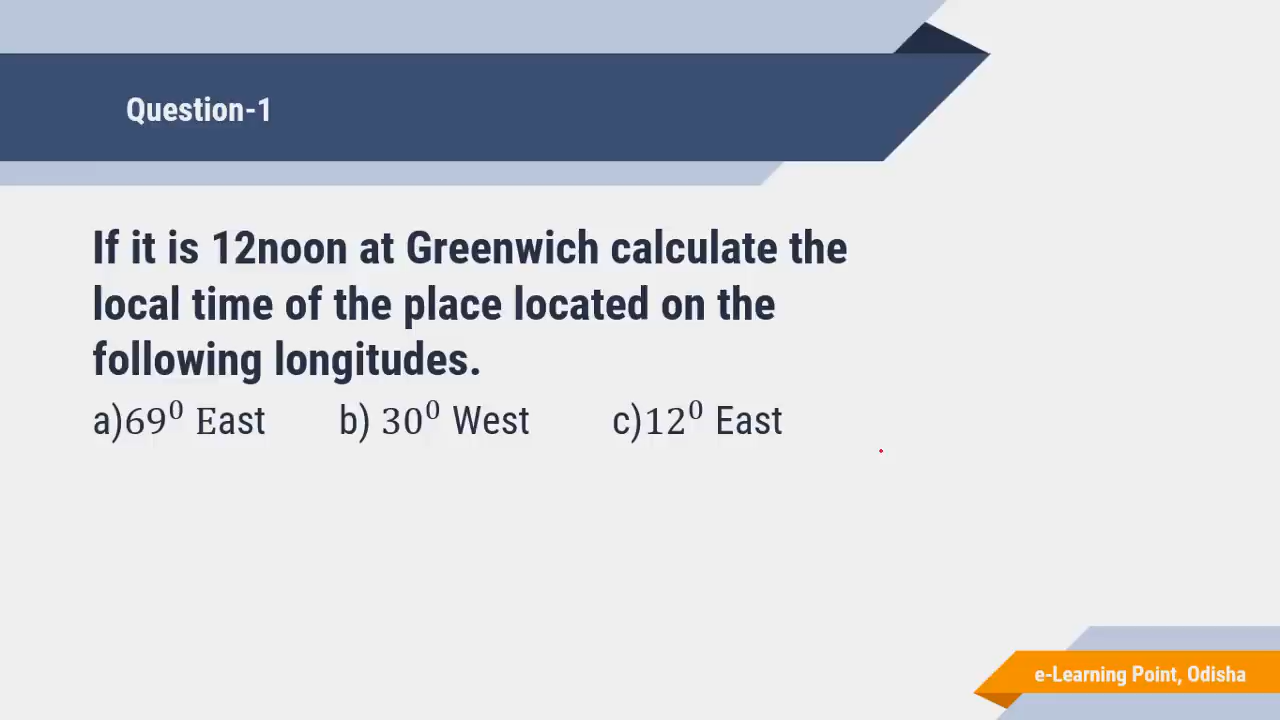 Question-1
If it is 12noon at Greenwich calculate the
local time of the place located on the
following longitudes.
a)69⁰ East b) 30⁰ West c)12⁰ East
e-Learning Point, Odisha